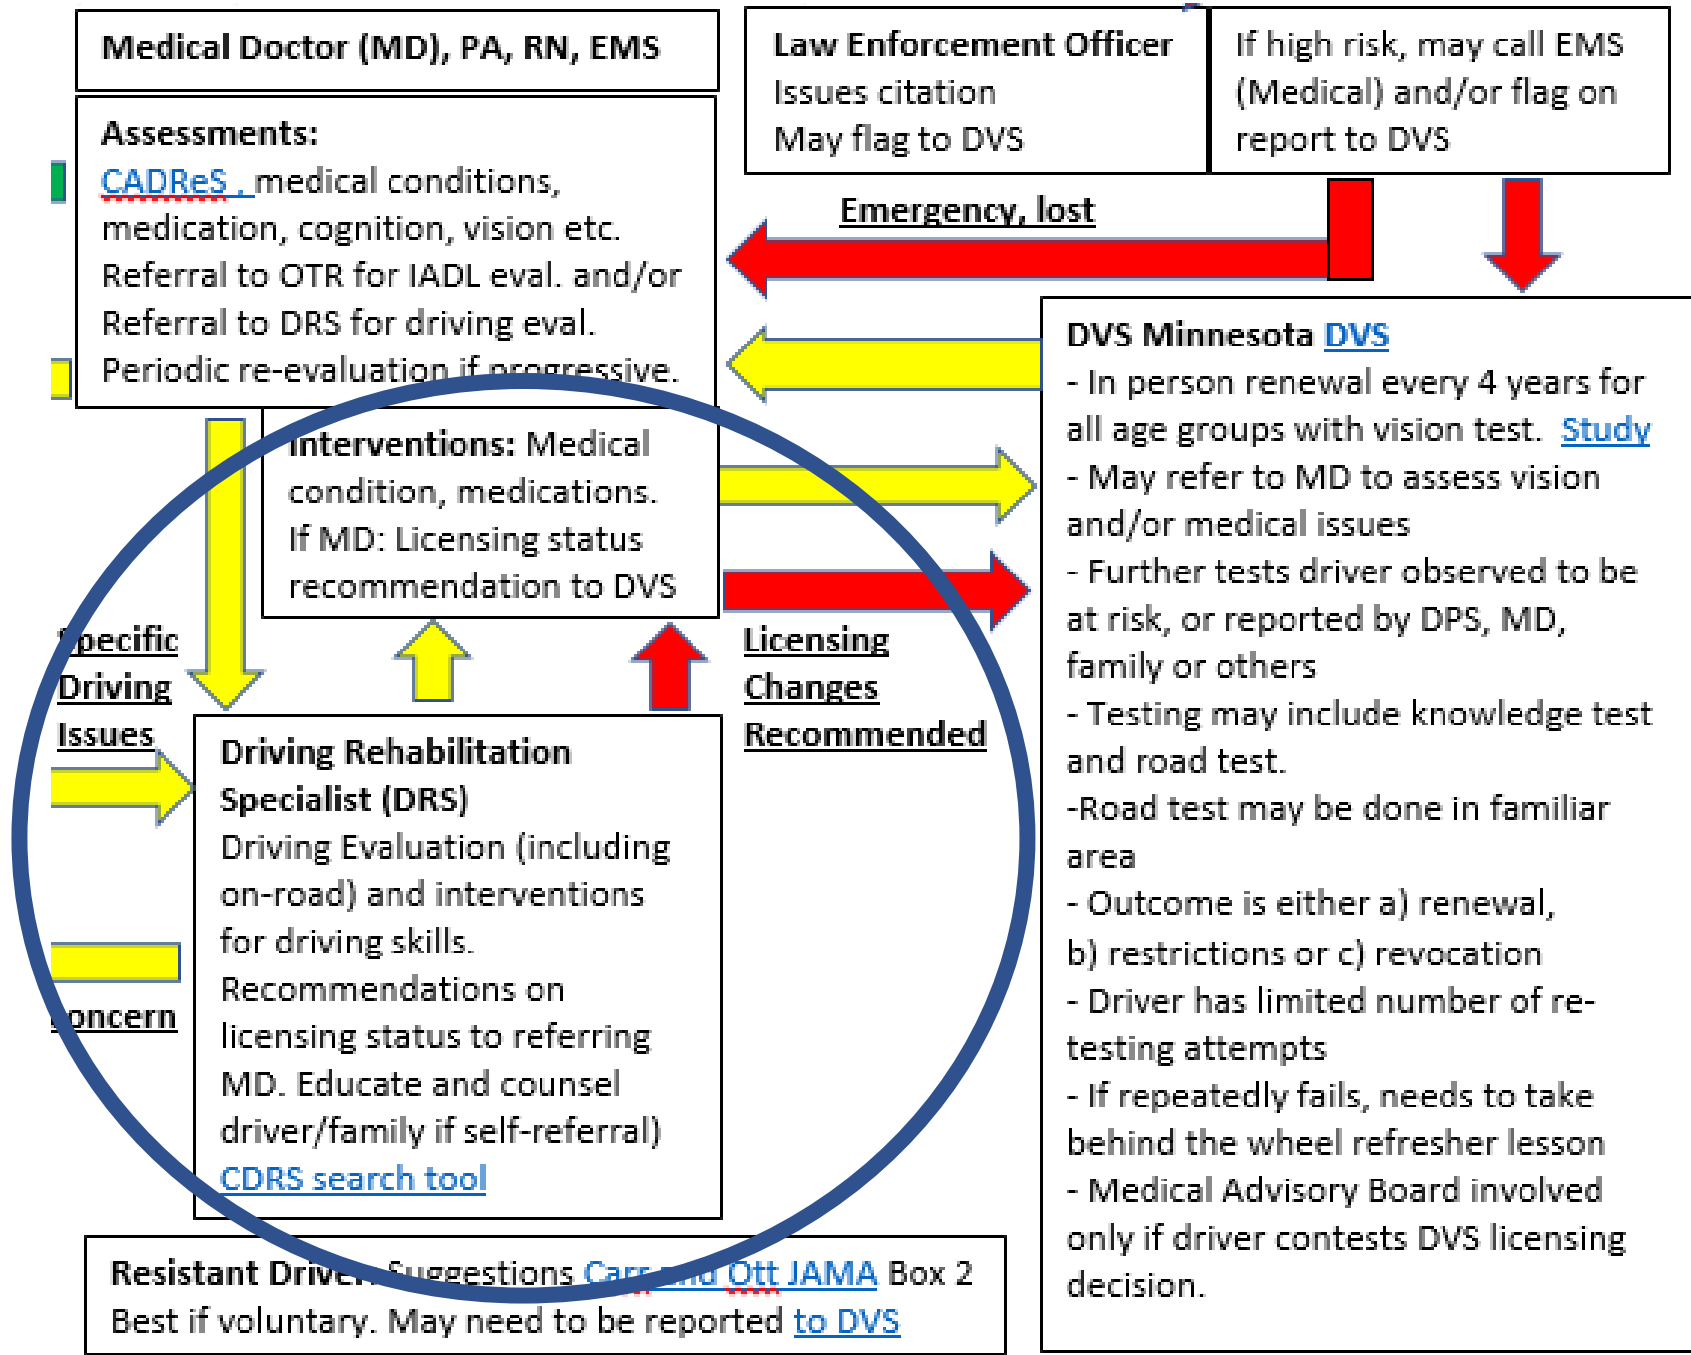 Medical Doctor (MD), PA, RN, EMS
Assessments:
CADReS , medical conditions,
medication, cognition, vision etc.
Referral to OTR for IADL eval. and/or
Referral to DRS for driving eval.
Periodic re-evaluation if progressive.
Law Enforcement Officer
Issues citation
May flag to DVS
If high risk, may call EMS
(Medical) and/or flag on
report to DVS
Emergency, lost
Interventions: Medical
condition, medications.
If MD: Licensing status
recommendation to DVS
Specific
Driving
Issues
Licensing
Changes
Recommended
Driving Rehabilitation
Specialist (DRS)
Driving Evaluation (including
on-road) and interventions
for driving skills.
Recommendations on
licensing status to referring
MD. Educate and counsel
driver/family if self-referral)
CDRS search tool
concern
DVS Minnesota DVS
- In person renewal every 4 years for
all age groups with vision test. Study
- May refer to MD to assess vision
and/or medical issues
- Further tests driver observed to be
at risk, or reported by DPS, MD,
family or others
- Testing may include knowledge test
and road test.
-Road test may be done in familiar
area
- Outcome is either a) renewal,
b) restrictions or c) revocation
- Driver has limited number of re-
testing attempts
- If repeatedly fails, needs to take
behind the wheel refresher lesson
- Medical Advisory Board involved
only if driver contests DVS licensing
decision.
Resistant Driver: Suggestions Carr and Ott JAMA Box 2
Best if voluntary. May need to be reported to DVS